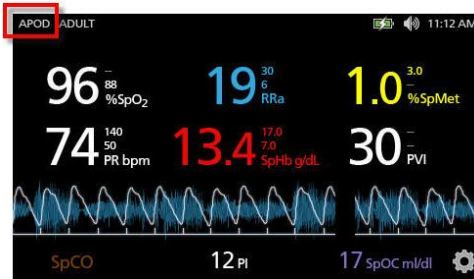 APOD ADULT 11:12 AM
96 – 88 %SpO₂ 19 30 6 RRa 1.0 3.0 – %SpMet
74 140 50 PR bpm 13.4 17.0 7.0 SpHb g/dL 30 – – PVI
SpCO 12 PI 17 SpOC ml/dl